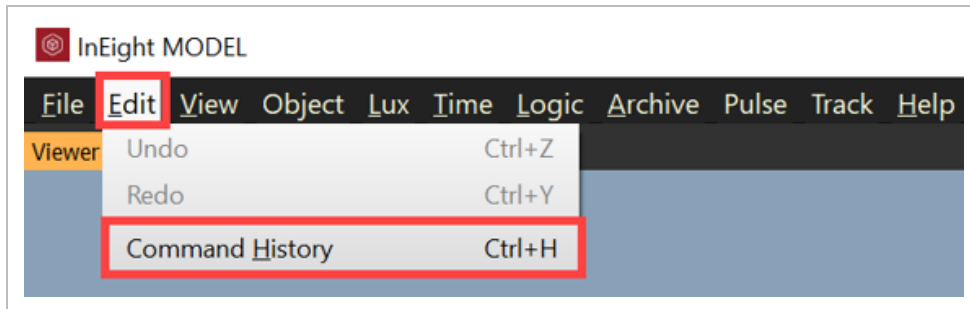 InEight MODEL
File Edit View Object Lux Time Logic Archive Pulse Track Help
Viewer
Undo Ctrl+Z
Redo Ctrl+Y
Command History Ctrl+H